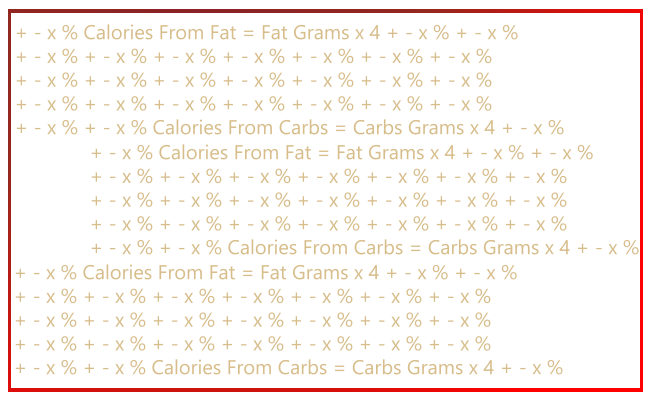 + - x % Calories From Fat = Fat Grams x 4 + - x % + - x %
+ - x % + - x % + - x % + - x % + - x % + - x % + - x %
+ - x % + - x % + - x % + - x % + - x % + - x % + - x %
+ - x % + - x % + - x % + - x % + - x % + - x % + - x %
+ - x % + - x % Calories From Carbs = Carbs Grams x 4 + - x %
+ - x % Calories From Fat = Fat Grams x 4 + - x % + - x %
+ - x % + - x % + - x % + - x % + - x % + - x % + - x %
+ - x % + - x % + - x % + - x % + - x % + - x % + - x %
+ - x % + - x % + - x % + - x % + - x % + - x % + - x %
+ - x % + - x % Calories From Carbs = Carbs Grams x 4 + - x %
+ - x % Calories From Fat = Fat Grams x 4 + - x % + - x %
+ - x % + - x % + - x % + - x % + - x % + - x % + - x %
+ - x % + - x % + - x % + - x % + - x % + - x % + - x %
+ - x % + - x % + - x % + - x % + - x % + - x % + - x %
+ - x % + - x % Calories From Carbs = Carbs Grams x 4 + - x %